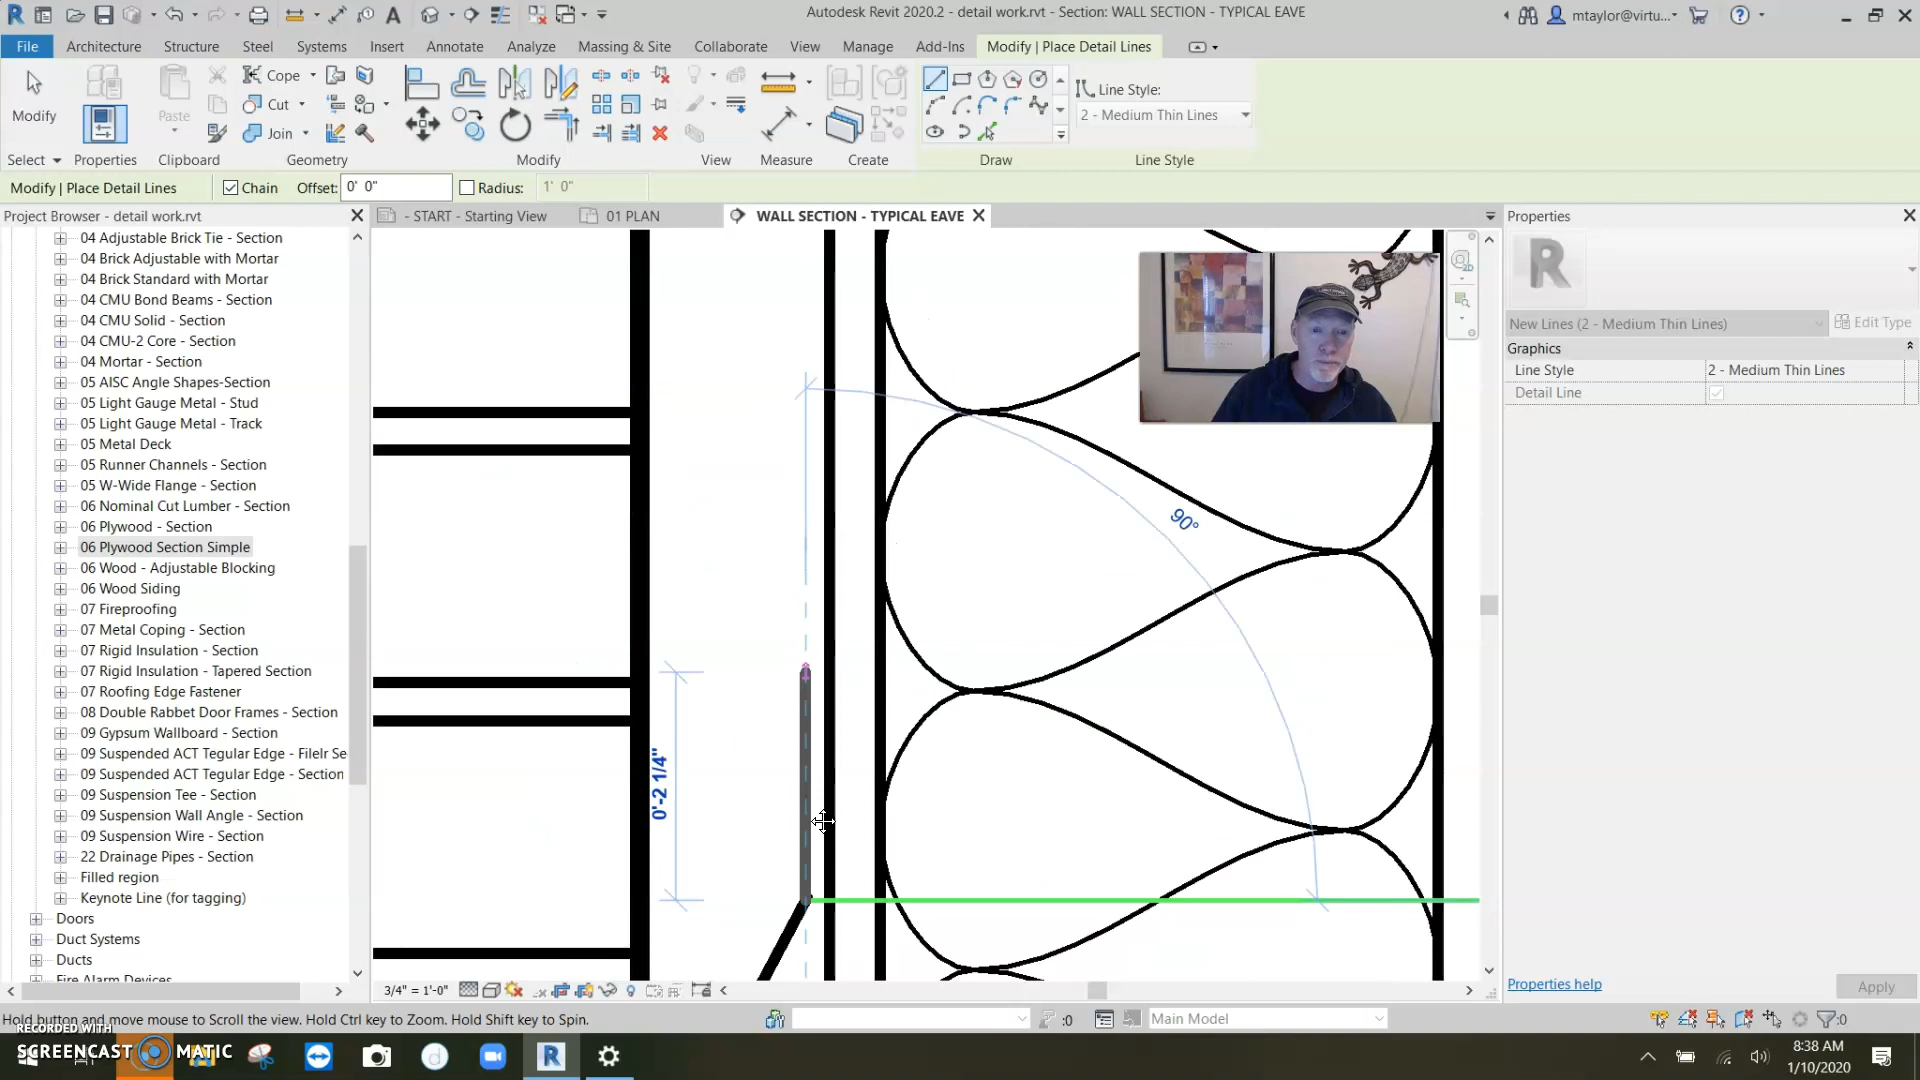 Autodesk Revit 2020.2 - detail work.rvt - Section: WALL SECTION - TYPICAL EAVE
mtaylor@virtu...
File Architecture Structure Steel Systems Insert Annotate Analyze Massing & Site Collaborate View Manage Add-Ins Modify | Place Detail Lines
Modify
Paste
Cope
Cut
Join
Line Style:
2 - Medium Thin Lines
Select Properties Clipboard Geometry Modify View Measure Create Draw Line Style
Modify | Place Detail Lines Chain Offset: 0' 0" Radius: 1' 0"
Project Browser - detail work.rvt
- START - Starting View 01 PLAN WALL SECTION - TYPICAL EAVE
04 Adjustable Brick Tie - Section
04 Brick Adjustable with Mortar
04 Brick Standard with Mortar
04 CMU Bond Beams - Section
04 CMU Solid - Section
04 CMU-2 Core - Section
04 Mortar - Section
05 AISC Angle Shapes-Section
05 Light Gauge Metal - Stud
05 Light Gauge Metal - Track
05 Metal Deck
05 Runner Channels - Section
05 W-Wide Flange - Section
06 Nominal Cut Lumber - Section
06 Plywood - Section
06 Plywood Section Simple
06 Wood - Adjustable Blocking
06 Wood Siding
07 Fireproofing
07 Metal Coping - Section
07 Rigid Insulation - Section
07 Rigid Insulation - Tapered Section
07 Roofing Edge Fastener
08 Double Rabbet Door Frames - Section
09 Gypsum Wallboard - Section
09 Suspended ACT Tegular Edge - Filelr Se
09 Suspended ACT Tegular Edge - Section
09 Suspension Tee - Section
09 Suspension Wall Angle - Section
09 Suspension Wire - Section
22 Drainage Pipes - Section
Filled region
Keynote Line (for tagging)
Doors
Duct Systems
Ducts
Fire Alarm Devices
90°
0'-2 1/4"
2D
Properties
R
New Lines (2 - Medium Thin Lines) Edit Type
Graphics
Line Style 2 - Medium Thin Lines
Detail Line
Properties help Apply
3/4" = 1'-0"
Hold button and move mouse to Scroll the view. Hold Ctrl key to Zoom. Hold Shift key to Spin.
:0 Main Model :0
RECORDED WITH
SCREENCAST MATIC
8:38 AM
1/10/2020